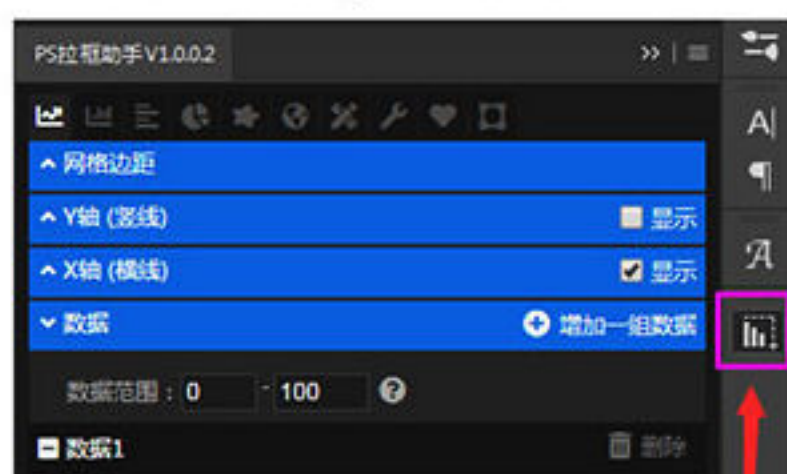 PS拉框助手V1.0.0.2
A
网格边距
Y轴 (竖线) 显示
X轴 (横线) 显示
A
数据 增加一组数据
数据范围：0 - 100
数据1 删除